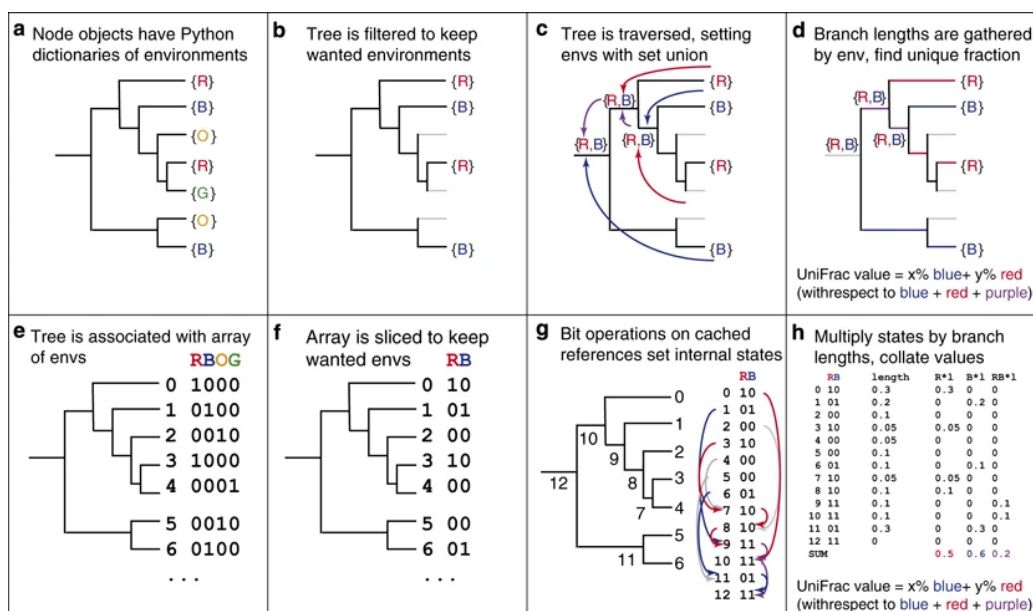 a Node objects have Python
dictionaries of environments
{R}
{B}
{O}
{R}
{G}
{O}
{B}
b Tree is filtered to keep
wanted environments
{R}
{B}
{R}
{B}
c Tree is traversed, setting
envs with set union
{R}
{R,B}
{B}
{R,B}
{R,B}
{R}
{B}
d Branch lengths are gathered
by env, find unique fraction
{R}
{R,B}
{B}
{R,B}
{R,B}
{R}
{B}
UniFrac value = x% blue+ y% red
(withrespect to blue + red + purple)
e Tree is associated with array
of envs
RBOG
0 1000
1 0100
2 0010
3 1000
4 0001
5 0010
6 0100
...
f Array is sliced to keep
wanted envs
RB
0 10
1 01
2 00
3 10
4 00
5 00
6 01
...
g Bit operations on cached
references set internal states
0
1
2
3
4
5
6
7
8
9
10
11
12
RB
0 10
1 01
2 00
3 10
4 00
5 00
6 01
7 10
8 10
9 11
10 11
11 01
12 11
h Multiply states by branch
lengths, collate values
RB length R*l B*l RB*l
0 10 0.3 0.3 0 0
1 01 0.2 0 0.2 0
2 00 0.1 0 0 0
3 10 0.05 0.05 0 0
4 00 0.05 0 0 0
5 00 0.1 0 0 0
6 01 0.1 0 0.1 0
7 10 0.05 0.05 0 0
8 10 0.1 0.1 0 0
9 11 0.1 0 0 0.1
10 11 0.1 0 0 0.1
11 01 0.3 0 0.3 0
12 11 0 0 0 0
SUM 0.5 0.6 0.2
UniFrac value = x% blue+ y% red
(withrespect to blue + red + purple)